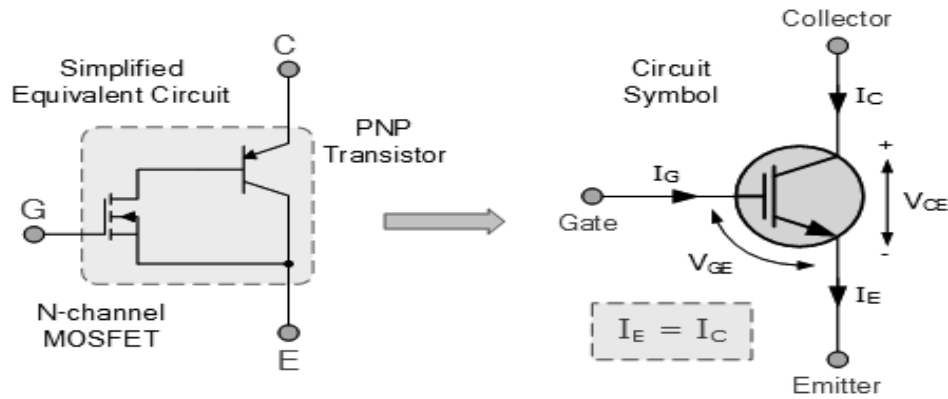 Simplified
Equivalent Circuit
C
PNP
Transistor
G
N-channel
MOSFET
E
Collector
Circuit
Symbol
I_C
+
I_G
Gate
V_CE
V_GE
-
I_E
I_E = I_C
Emitter